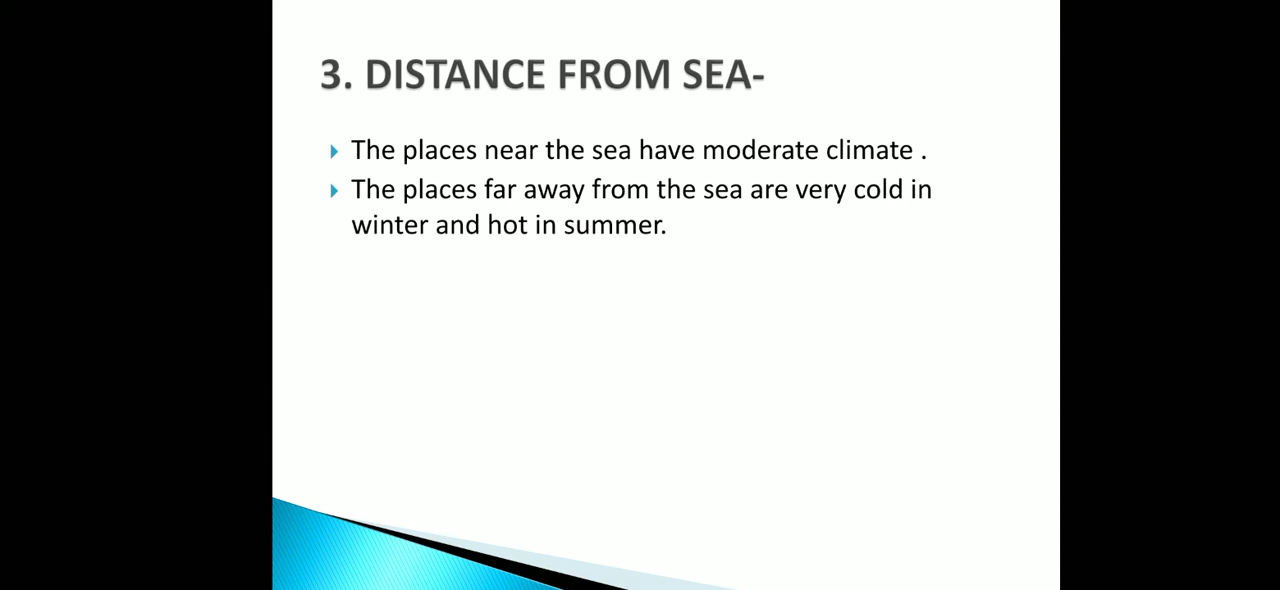 3. DISTANCE FROM SEA-
The places near the sea have moderate climate .
The places far away from the sea are very cold in
winter and hot in summer.